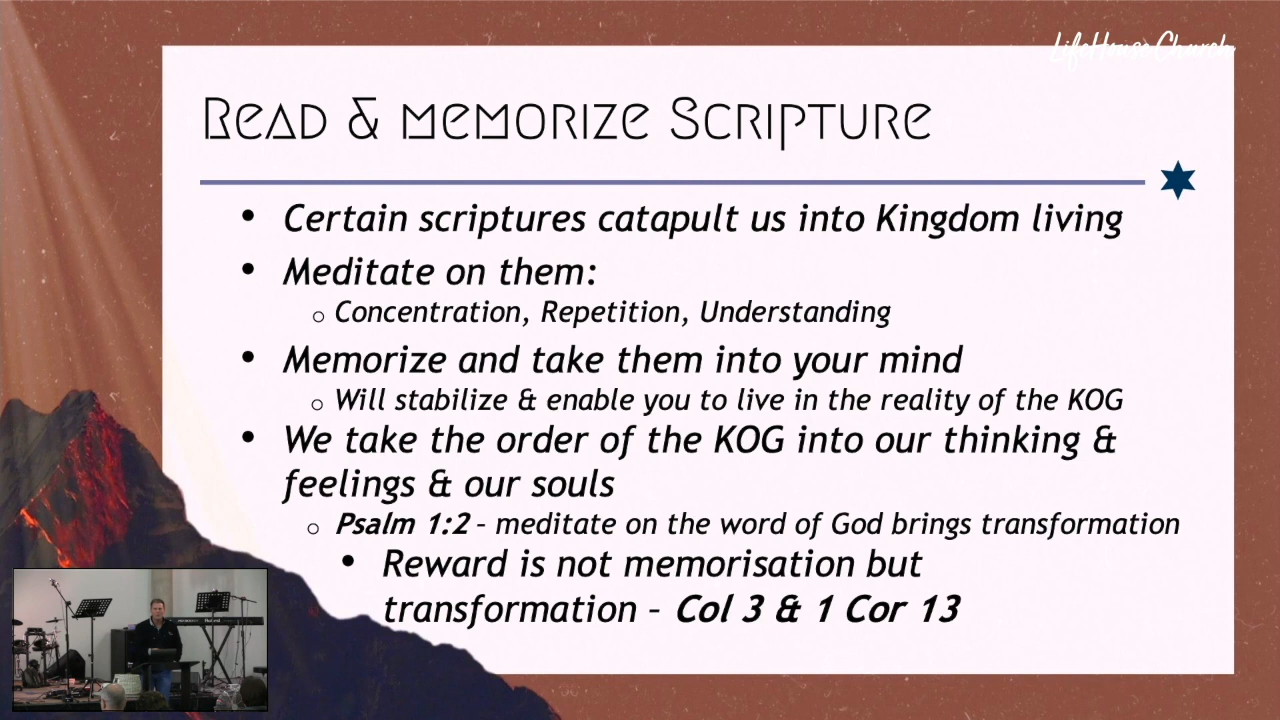 LifeHouse Church
Read & memorize Scripture
• Certain scriptures catapult us into Kingdom living
• Meditate on them:
o Concentration, Repetition, Understanding
• Memorize and take them into your mind
o Will stabilize & enable you to live in the reality of the KOG
• We take the order of the KOG into our thinking &
feelings & our souls
o Psalm 1:2 – meditate on the word of God brings transformation
• Reward is not memorisation but
transformation – Col 3 & 1 Cor 13